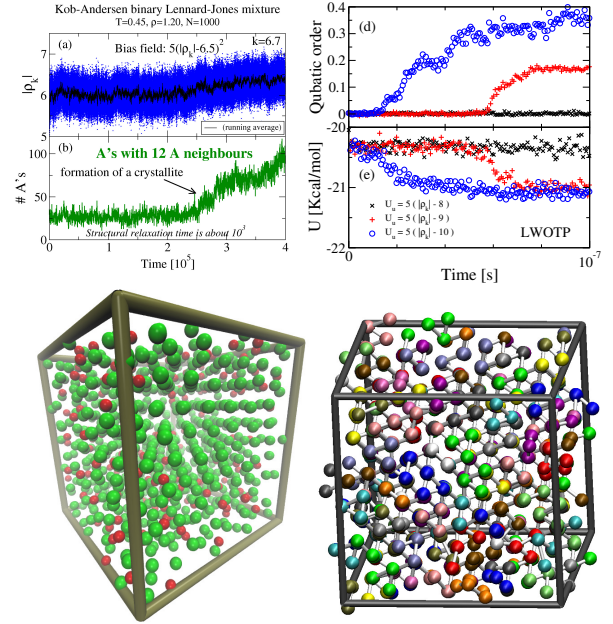 Kob-Andersen binary Lennard-Jones mixture
T=0.45, ρ=1.20, N=1000
(a)
Bias field: 5(|ρk|-6.5)²
k=6.7
7
6
5
|ρk|
(running average)
(b)
A's with 12 A neighbours
formation of a crystallite
100
50
0
# A's
Structural relaxation time is about 10³
0
1
2
3
4
Time [10⁵]
(d)
0.4
0.3
0.2
0.1
0
Qubatic order
-20
-21
-22
U [Kcal/mol]
(e)
Uu = 5 ( |ρk| - 8 )
Uu = 5 ( |ρk| - 9 )
Uu = 5 ( |ρk| - 10 )
LWOTP
0
10⁻⁷
Time [s]